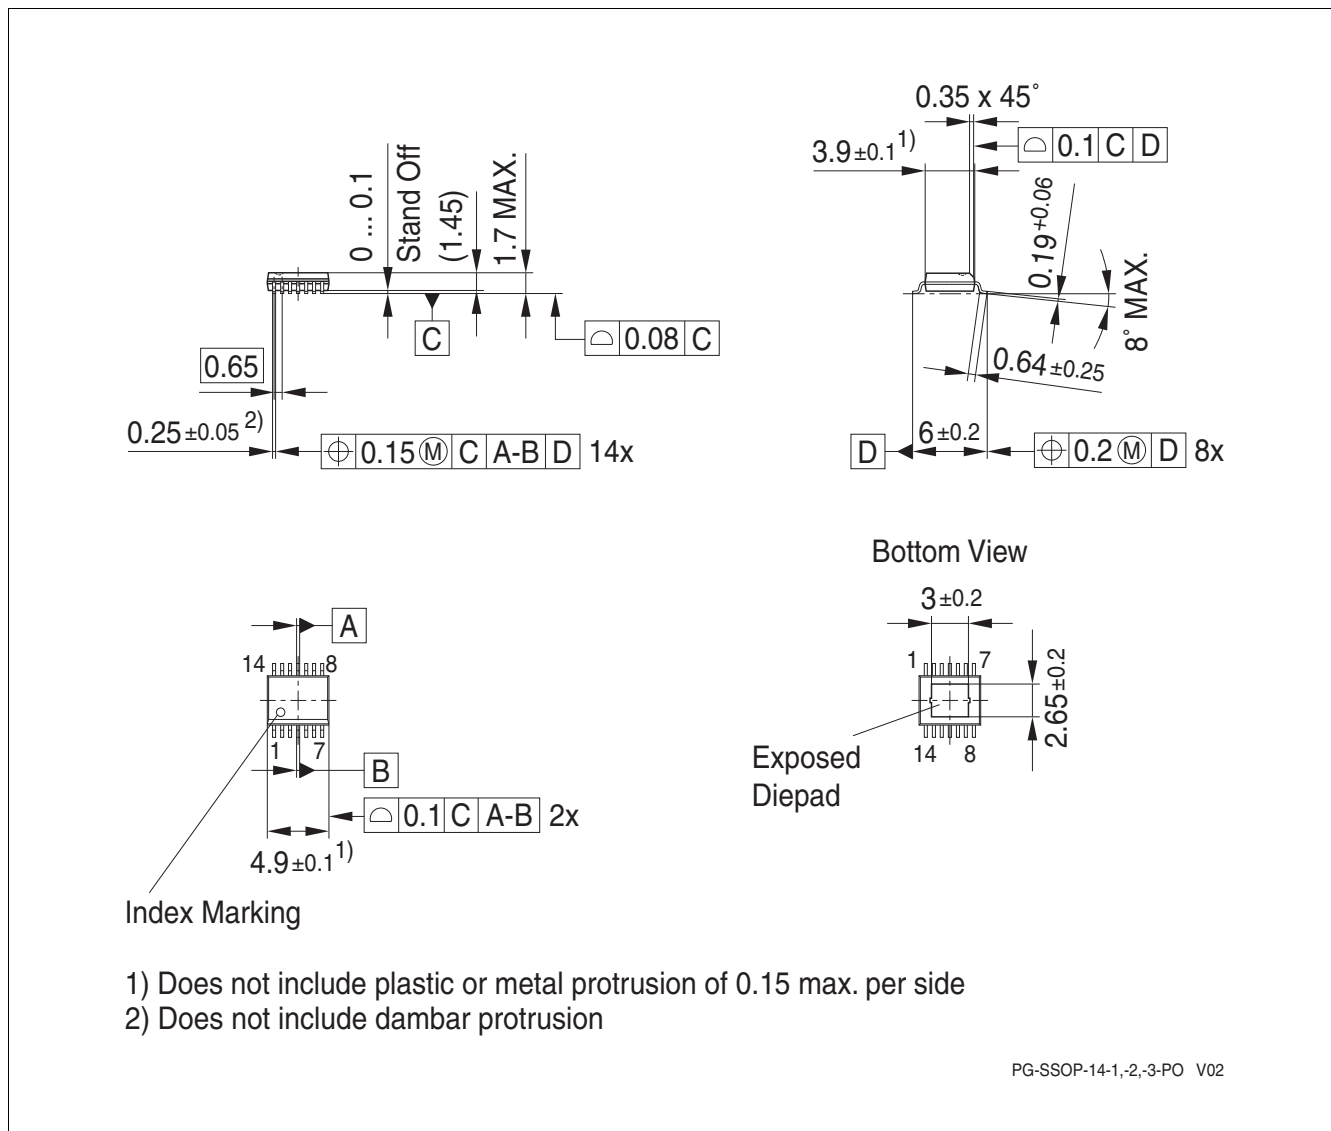 0.35 x 45°
3.9 ±0.1 1)
⌓ 0.1 C D
0 ... 0.1
Stand Off
(1.45)
1.7 MAX.
0.19 +0.06
8° MAX.
C
⌓ 0.08 C
0.65
0.64 ±0.25
0.25 ±0.05 2)
⌖ 0.15 Ⓜ C A-B D 14x
D
6 ±0.2
⌖ 0.2 Ⓜ D 8x
Bottom View
3 ±0.2
A
14 8
1 7
2.65 ±0.2
1 7
14 8
B
Exposed
Diepad
⌓ 0.1 C A-B 2x
4.9 ±0.1 1)
Index Marking
1) Does not include plastic or metal protrusion of 0.15 max. per side
2) Does not include dambar protrusion
PG-SSOP-14-1,-2,-3-PO V02